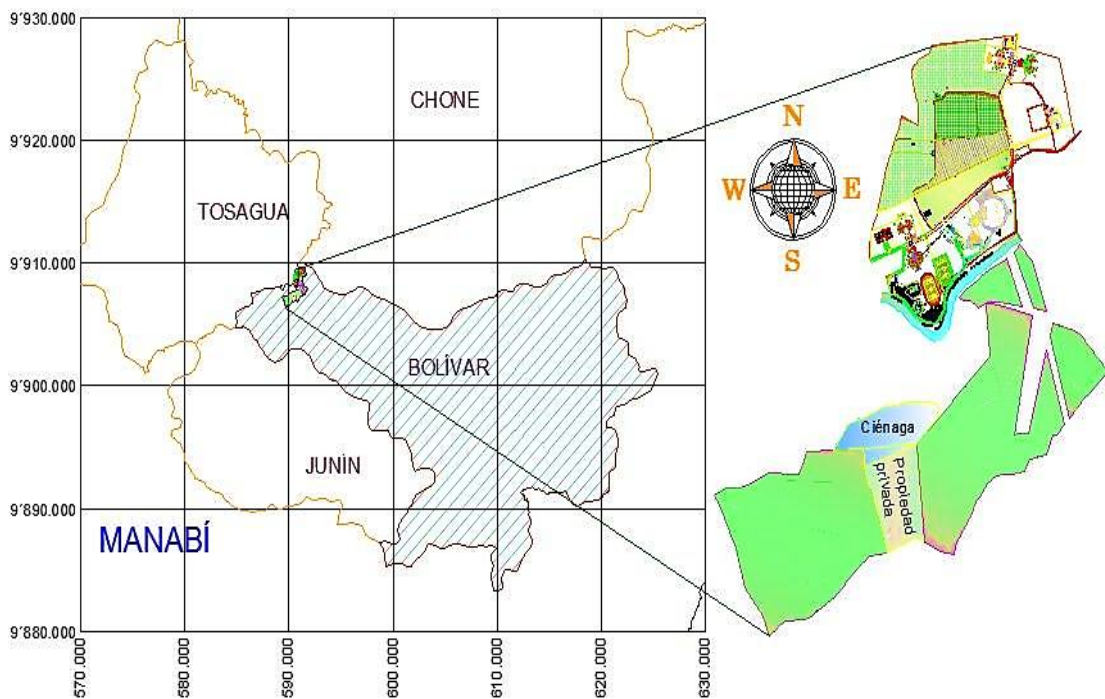 9'930.000
9'920.000
9'910.000
9'900.000
9'890.000
9'880.000
CHONE
TOSAGUA
BOLÍVAR
JUNÌN
MANABÍ
570.000
580.000
590.000
600.000
610.000
620.000
630.000
N
W
E
S
Ciénaga
Propiedad
privada